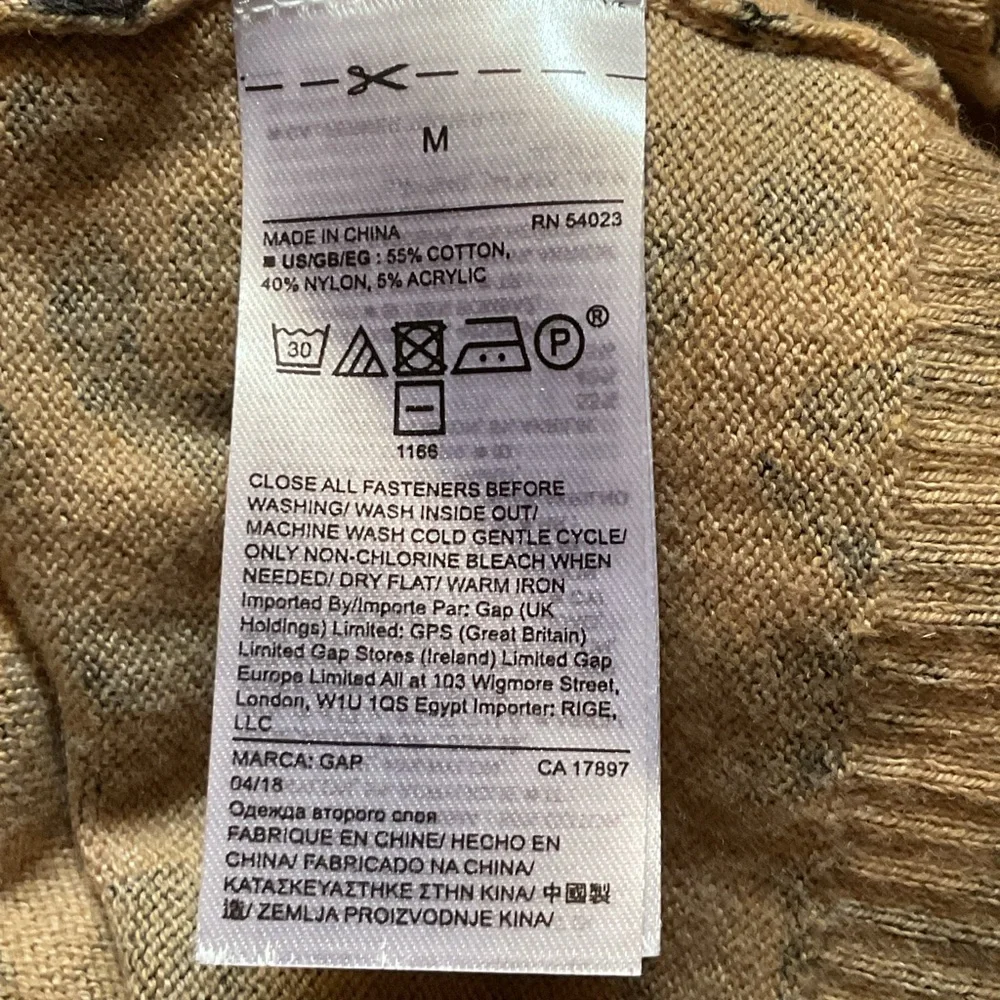 M
RN 54023
MADE IN CHINA
■ US/GB/EG : 55% COTTON,
40% NYLON, 5% ACRYLIC
30
P
®
1166
CLOSE ALL FASTENERS BEFORE
WASHING/ WASH INSIDE OUT/
MACHINE WASH COLD GENTLE CYCLE/
ONLY NON-CHLORINE BLEACH WHEN
NEEDED/ DRY FLAT/ WARM IRON
Imported By/Importe Par: Gap (UK
Holdings) Limited: GPS (Great Britain)
Limited Gap Stores (Ireland) Limited Gap
Europe Limited All at 103 Wigmore Street,
London, W1U 1QS Egypt Importer: RIGE,
LLC
MARCA: GAP CA 17897
04/18
Одежда второго слоя
FABRIQUE EN CHINE/ HECHO EN
CHINA/ FABRICADO NA CHINA/
ΚΑΤΑΣΚΕΥΑΣΤΗΚΕ ΣΤΗΝ ΚΙΝΑ/ 中國製
造/ ZEMLJA PROIZVODNJE KINA/